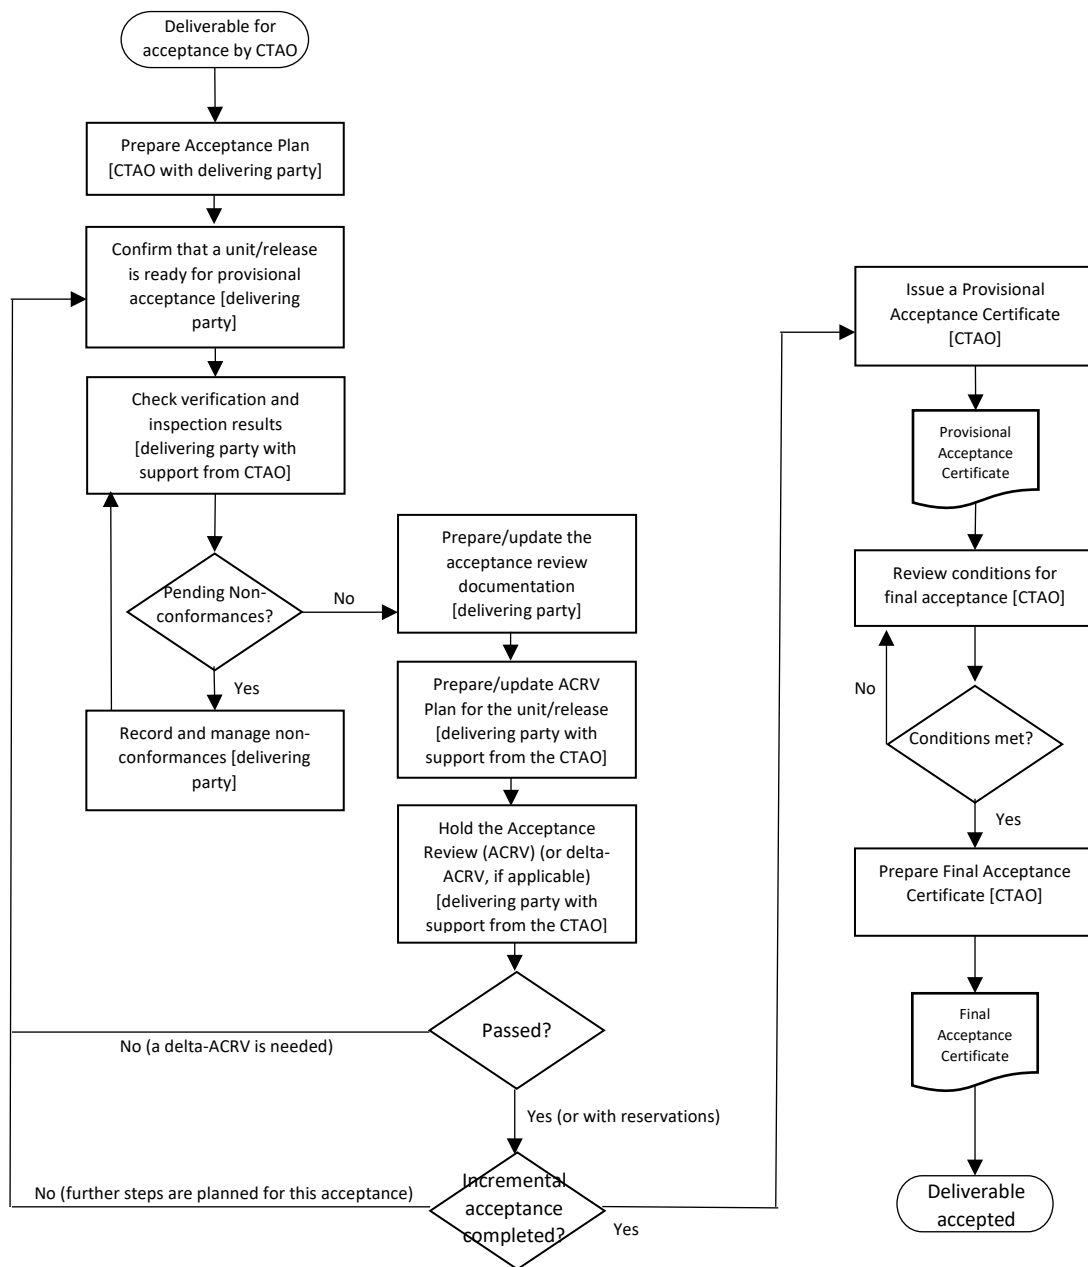 Deliverable for
acceptance by CTAO
Prepare Acceptance Plan
[CTAO with delivering party]
Confirm that a unit/release
is ready for provisional
acceptance [delivering
party]
Check verification and
inspection results
[delivering party with
support from CTAO]
Pending Non-
conformances?
No
Yes
Record and manage non-
conformances [delivering
party]
Prepare/update the
acceptance review
documentation
[delivering party]
Prepare/update ACRV
Plan for the unit/release
[delivering party with
support from the CTAO]
Hold the Acceptance
Review (ACRV) (or delta-
ACRV, if applicable)
[delivering party with
support from the CTAO]
Passed?
No (a delta-ACRV is needed)
Yes (or with reservations)
Incremental
acceptance
completed?
No (further steps are planned for this acceptance)
Yes
Issue a Provisional
Acceptance Certificate
[CTAO]
Provisional
Acceptance
Certificate
Review conditions for
final acceptance [CTAO]
No
Conditions met?
Yes
Prepare Final Acceptance
Certificate [CTAO]
Final
Acceptance
Certificate
Deliverable
accepted